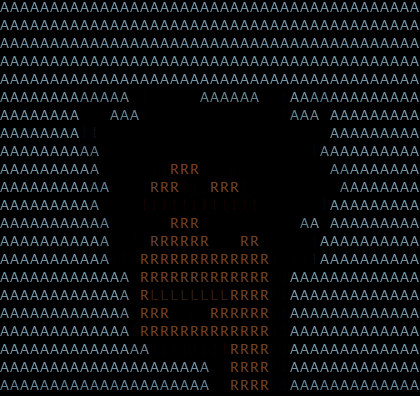 AAAAAAAAAAAAAAAAAAAAAAAAAAAAAAAAAAAAAAAAAA
AAAAAAAAAAAAAAAAAAAAAAAAAAAAAAAAAAAAAAAAAA
AAAAAAAAAAAAAAAAAAAAAAAAAAAAAAAAAAAAAAAAAA
AAAAAAAAAAAAAAAAAAAAAAAAAAAAAAAAAAAAAAAAAA
AAAAAAAAAAAAAAAAAAAAAAAAAAAAAAAAAAAAAAAAAA
AAAAAAAAAAAAA       AAAAAA   AAAAAAAAAAAAA
AAAAAAAA   AAA               AAA AAAAAAAAA
AAAAAAAA                         AAAAAAAAA
AAAAAAAAAA                      AAAAAAAAAA
AAAAAAAAAA       RRR             AAAAAAAAA
AAAAAAAAAAA    RRR   RRR          AAAAAAAA
AAAAAAAAAA                       AAAAAAAAA
AAAAAAAAAAA      RRR          AA AAAAAAAAA
AAAAAAAAAAA    RRRRRR   RR      AAAAAAAAAA
AAAAAAAAAAA   RRRRRRRRRRRRR     AAAAAAAAAA
AAAAAAAAAAAAA RRRRRRRRRRRRR  AAAAAAAAAAAAA
AAAAAAAAAAAAA RLLLLLLLLRRRR  AAAAAAAAAAAAA
AAAAAAAAAAAAA RRR    RRRRRR  AAAAAAAAAAAAA
AAAAAAAAAAAAA RRRRRRRRRRRRR  AAAAAAAAAAAAA
AAAAAAAAAAAAAAA        RRRR  AAAAAAAAAAAAA
AAAAAAAAAAAAAAAAAAAAA  RRRR  AAAAAAAAAAAAA
AAAAAAAAAAAAAAAAAAAAA  RRRR  AAAAAAAAAAAAA